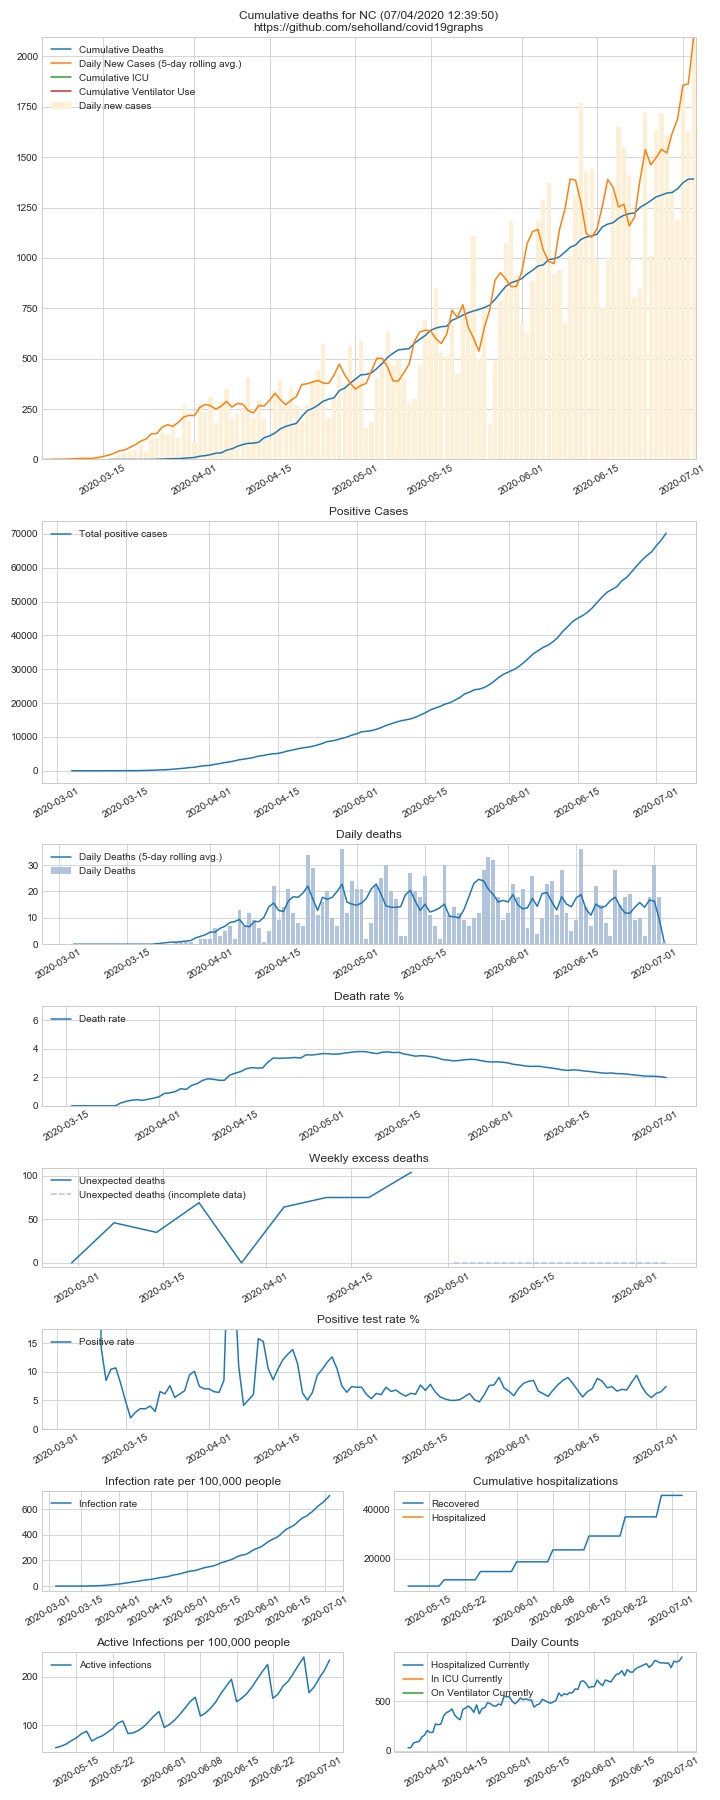 Cumulative deaths for NC (07/04/2020 12:39:50)
https://github.com/seholland/covid19graphs
Cumulative Deaths
Daily New Cases (5-day rolling avg.)
Cumulative ICU
Cumulative Ventilator Use
Daily new cases
2000
1750
1500
1250
1000
750
500
250
0
2020-03-15 2020-04-01 2020-04-15 2020-05-01 2020-05-15 2020-06-01 2020-06-15 2020-07-01
Positive Cases
Total positive cases
70000
60000
50000
40000
30000
20000
10000
0
2020-03-01 2020-03-15 2020-04-01 2020-04-15 2020-05-01 2020-05-15 2020-06-01 2020-06-15 2020-07-01
Daily deaths
Daily Deaths (5-day rolling avg.)
Daily Deaths
30
20
10
0
2020-03-01 2020-03-15 2020-04-01 2020-04-15 2020-05-01 2020-05-15 2020-06-01 2020-06-15 2020-07-01
Death rate %
Death rate
6
4
2
0
2020-03-15 2020-04-01 2020-04-15 2020-05-01 2020-05-15 2020-06-01 2020-06-15 2020-07-01
Weekly excess deaths
Unexpected deaths
Unexpected deaths (incomplete data)
100
50
0
2020-03-01 2020-03-15 2020-04-01 2020-04-15 2020-05-01 2020-05-15 2020-06-01
Positive test rate %
Positive rate
15
10
5
0
2020-03-01 2020-03-15 2020-04-01 2020-04-15 2020-05-01 2020-05-15 2020-06-01 2020-06-15 2020-07-01
Infection rate per 100,000 people
Infection rate
600
400
200
0
2020-03-01 2020-03-15 2020-04-01 2020-04-15 2020-05-01 2020-05-15 2020-06-01 2020-06-15 2020-07-01
Cumulative hospitalizations
Recovered
Hospitalized
40000
20000
2020-05-15 2020-05-22 2020-06-01 2020-06-08 2020-06-15 2020-06-22 2020-07-01
Active Infections per 100,000 people
Active infections
200
100
2020-05-15 2020-05-22 2020-06-01 2020-06-08 2020-06-15 2020-06-22 2020-07-01
Daily Counts
Hospitalized Currently
In ICU Currently
On Ventilator Currently
500
0
2020-04-01 2020-04-15 2020-05-01 2020-05-15 2020-06-01 2020-06-15 2020-07-01